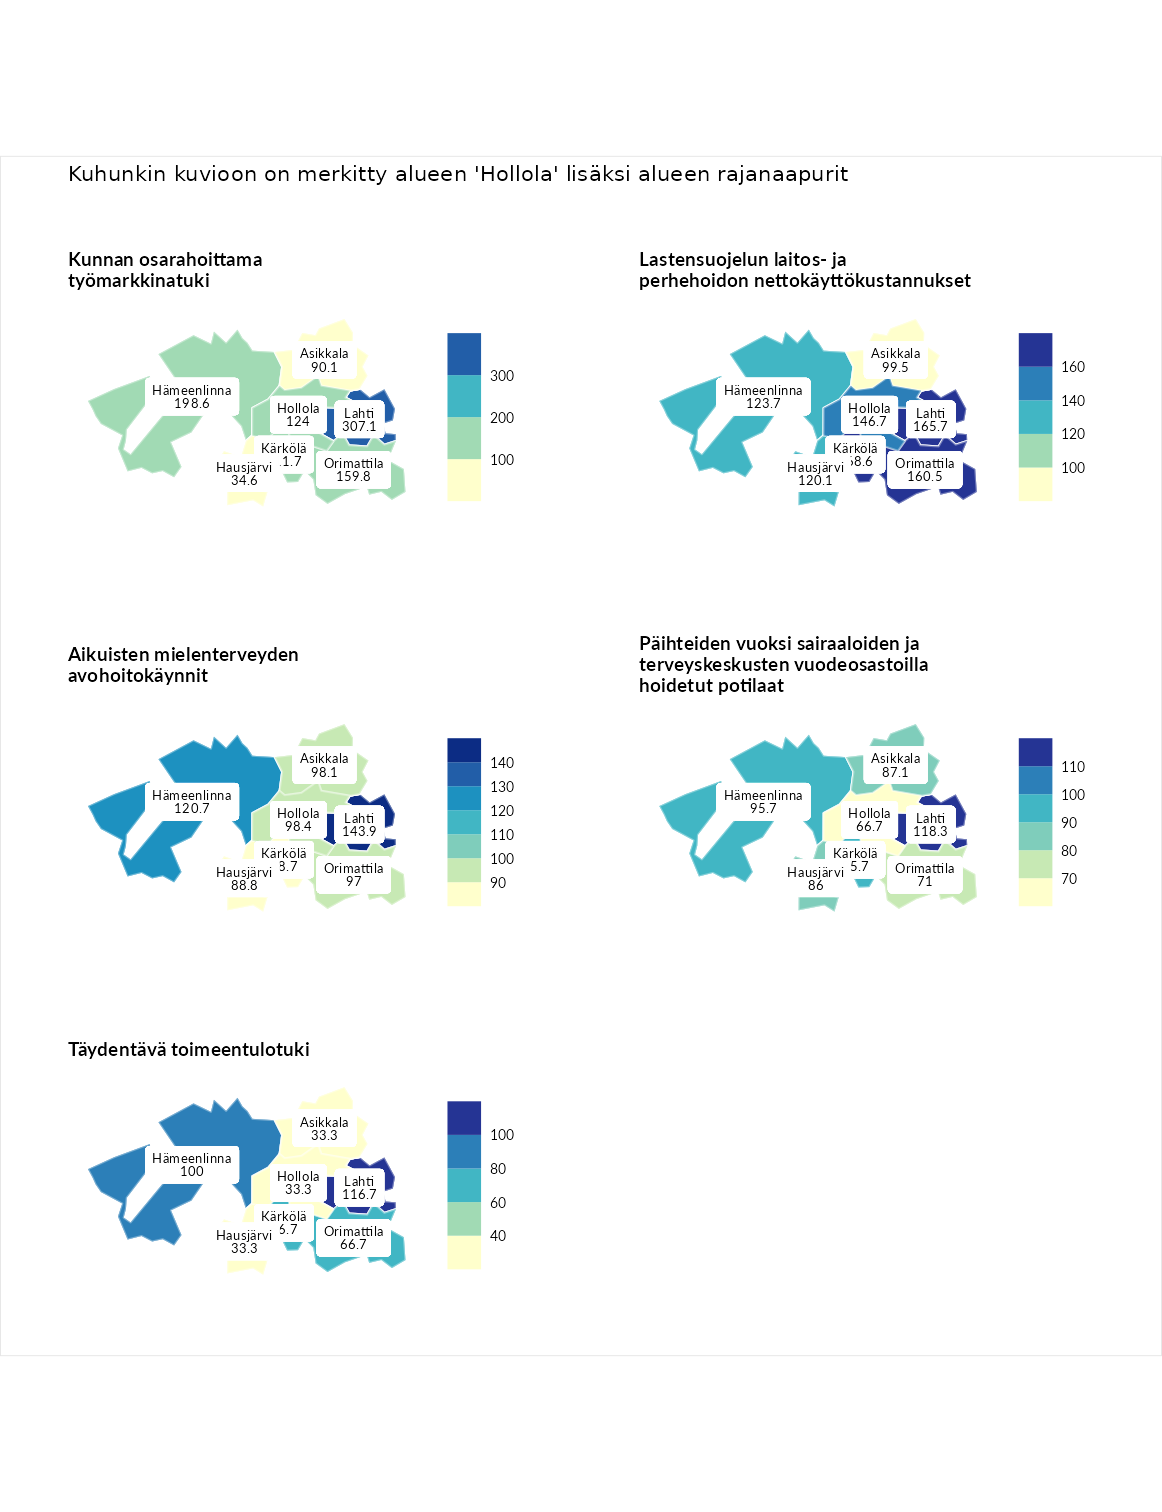 Kuhunkin kuvioon on merkitty alueen 'Hollola' lisäksi alueen rajanaapurit
Kunnan osarahoittama
työmarkkinatuki
Asikkala
90.1
Hämeenlinna
198.6
Hollola
124
Lahti
307.1
Kärkölä
Hausjärvi
34.6
Orimattila
159.8
300
200
100
Lastensuojelun laitos- ja
perhehoidon nettokäyttökustannukset
Asikkala
99.5
Hämeenlinna
123.7
Hollola
146.7
Lahti
165.7
Kärkölä
Hausjärvi
120.1
Orimattila
160.5
160
140
120
100
Aikuisten mielenterveyden
avohoitokäynnit
Asikkala
98.1
Hämeenlinna
120.7
Hollola
98.4
Lahti
143.9
Kärkölä
Hausjärvi
88.8
Orimattila
97
140
130
120
110
100
90
Päihteiden vuoksi sairaaloiden ja
terveyskeskusten vuodeosastoilla
hoidetut potilaat
Asikkala
87.1
Hämeenlinna
95.7
Hollola
66.7
Lahti
118.3
Kärkölä
Hausjärvi
86
Orimattila
71
110
100
90
80
70
Täydentävä toimeentulotuki
Asikkala
33.3
Hämeenlinna
100
Hollola
33.3
Lahti
116.7
Kärkölä
Hausjärvi
33.3
Orimattila
66.7
100
80
60
40